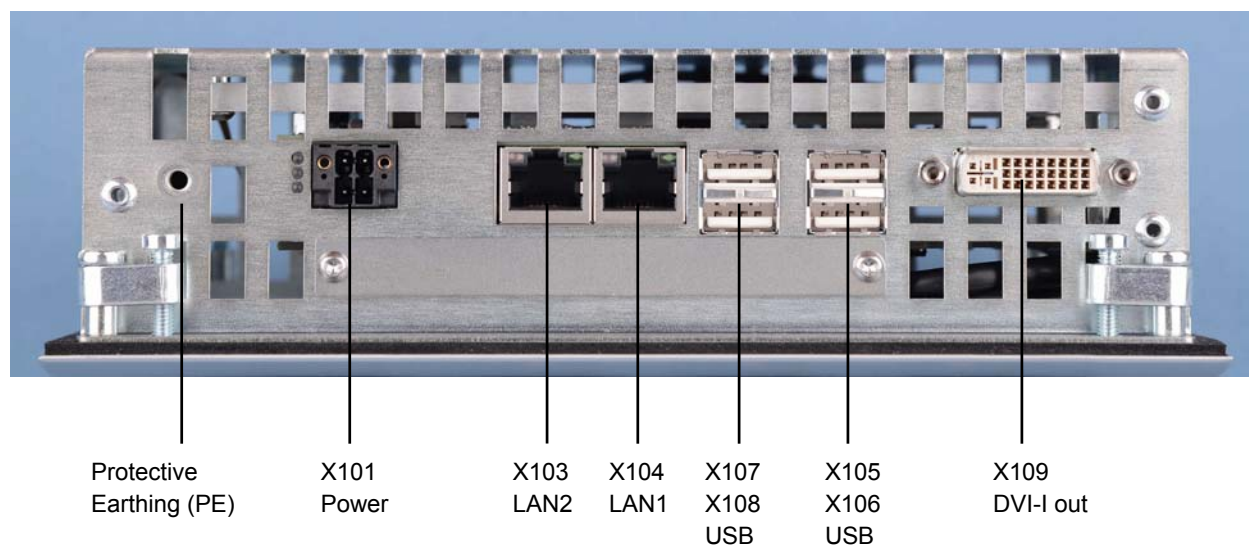 Protective
Earthing (PE)
X101
Power
X103
LAN2
X104
LAN1
X107
X108
USB
X105
X106
USB
X109
DVI-I out